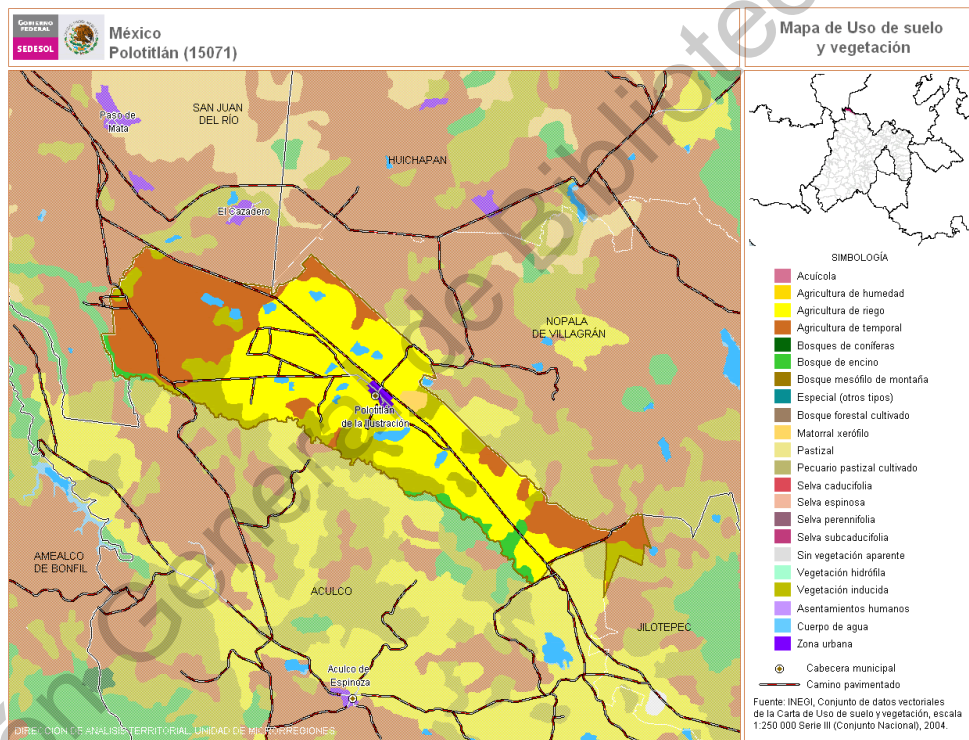 GOBIERNO
FEDERAL
SEDESOL
México
Polotitlán (15071)
Mapa de Uso de suelo
y vegetación
Paso de
Mata
SAN JUAN
DEL RÍO
HUICHAPAN
El Cazadero
NOPALA
DE VILLAGRÁN
Polotitlán
de la Ilustración
AMEALCO
DE BONFIL
ACULCO
JILOTEPEC
Aculco de
Espinoza
DIRECCIÓN DE ANÁLISIS TERRITORIAL. UNIDAD DE MICRORREGIONES
SIMBOLOGÍA
Acuícola
Agricultura de humedad
Agricultura de riego
Agricultura de temporal
Bosques de coníferas
Bosque de encino
Bosque mesófilo de montaña
Especial (otros tipos)
Bosque forestal cultivado
Matorral xerófilo
Pastizal
Pecuario pastizal cultivado
Selva caducifolia
Selva espinosa
Selva perennifolia
Selva subcaducifolia
Sin vegetación aparente
Vegetación hidrófila
Vegetación inducida
Asentamientos humanos
Cuerpo de agua
Zona urbana
Cabecera municipal
Camino pavimentado
Fuente: INEGI, Conjunto de datos vectoriales
de la Carta de Uso de suelo y vegetación, escala
1:250 000 Serie III (Conjunto Nacional), 2004.
General de Bibliotec